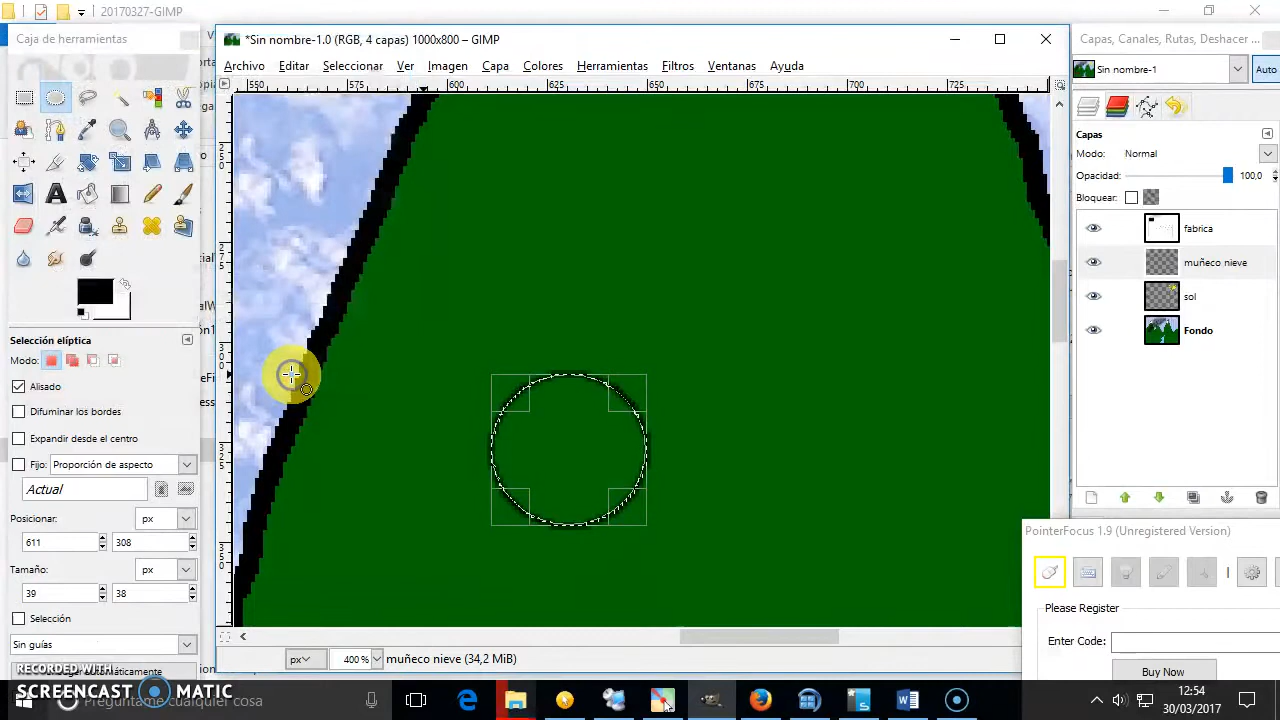 20170327-GIMP
Caja de herramientas
*Sin nombre-1.0 (RGB, 4 capas) 1000x800 – GIMP
Capas, Canales, Rutas, Deshacer ...
Archivo Editar Seleccionar Ver Imagen Capa Colores Herramientas Filtros Ventanas Ayuda
Sin nombre-1
Auto
550 575 600 625 650 675 700 725
Capas
Modo: Normal
Opacidad: 100,0
Bloquear:
fabrica
muñeco nieve
sol
Fondo
Selección elíptica
Modo:
Alisado
Difuminar los bordes
Expandir desde el centro
Fijo: Proporción de aspecto
Actual
Posicionar: px
611 308
Tamaño: px
39 38
Selección
Sin guías
PointerFocus 1.9 (Unregistered Version)
Please Register
Enter Code:
Buy Now
px 400 % muñeco nieve (34,2 MiB)
RECORDED WITH
SCREENCAST MATIC
Pregúntame cualquier cosa
12:54
30/03/2017